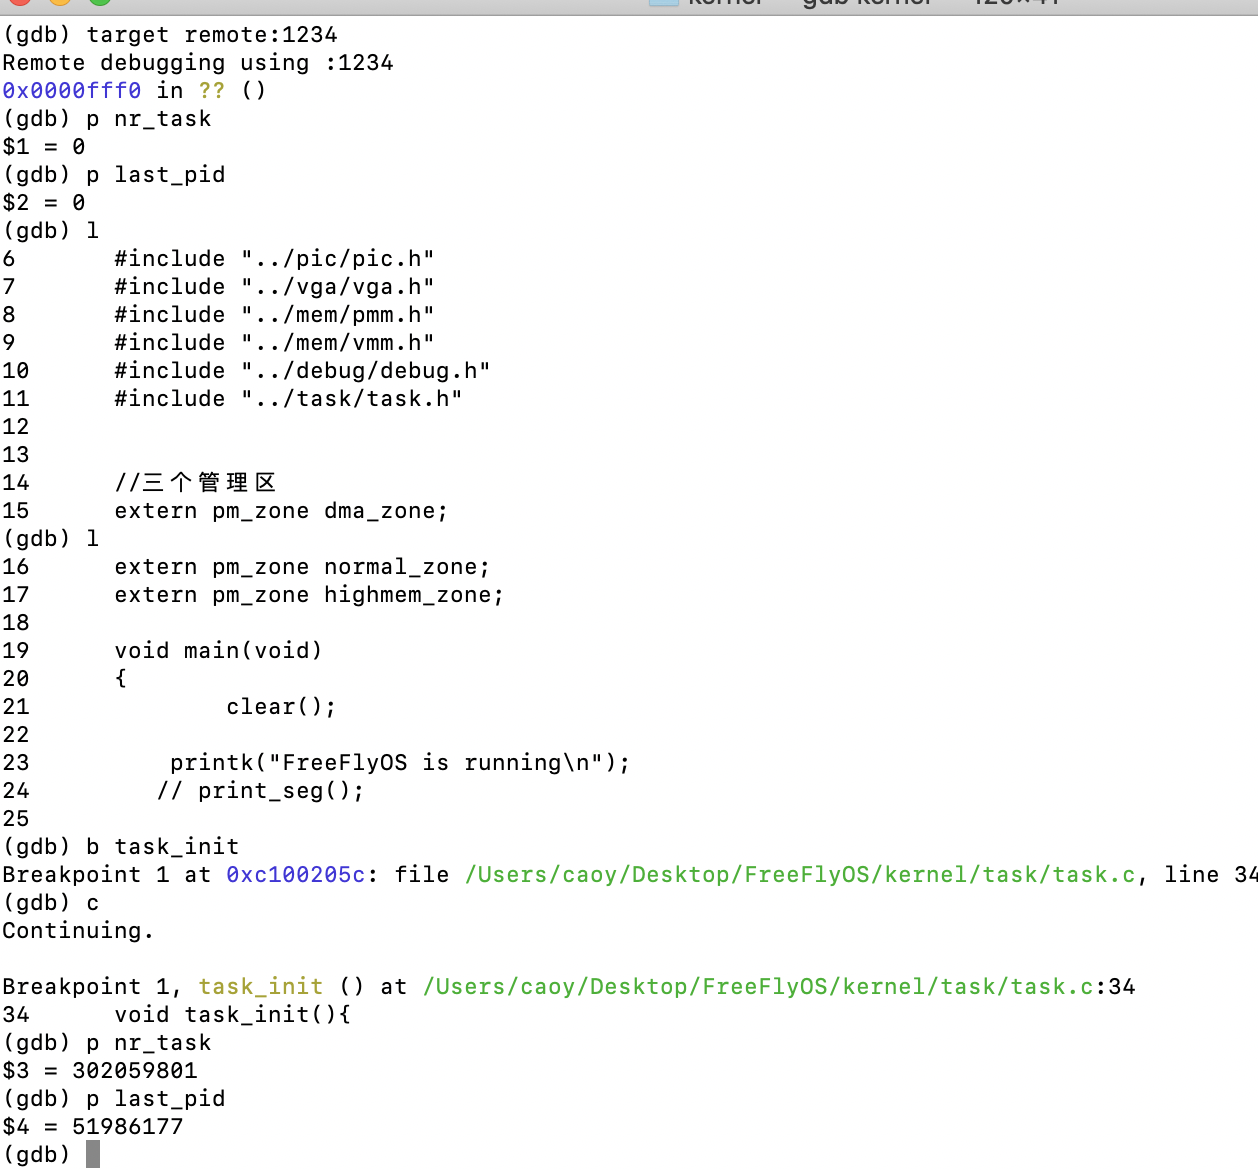 (gdb) target remote:1234
Remote debugging using :1234
0x0000fff0 in ?? ()
(gdb) p nr_task
$1 = 0
(gdb) p last_pid
$2 = 0
(gdb) l
6       #include "../pic/pic.h"
7       #include "../vga/vga.h"
8       #include "../mem/pmm.h"
9       #include "../mem/vmm.h"
10      #include "../debug/debug.h"
11      #include "../task/task.h"
12
13
14      //三个管理区
15      extern pm_zone dma_zone;
(gdb) l
16      extern pm_zone normal_zone;
17      extern pm_zone highmem_zone;
18
19      void main(void)
20      {
21              clear();
22
23          printk("FreeFlyOS is running\n");
24         // print_seg();
25
(gdb) b task_init
Breakpoint 1 at 0xc100205c: file /Users/caoy/Desktop/FreeFlyOS/kernel/task/task.c, line 34
(gdb) c
Continuing.
Breakpoint 1, task_init () at /Users/caoy/Desktop/FreeFlyOS/kernel/task/task.c:34
34      void task_init(){
(gdb) p nr_task
$3 = 302059801
(gdb) p last_pid
$4 = 51986177
(gdb)